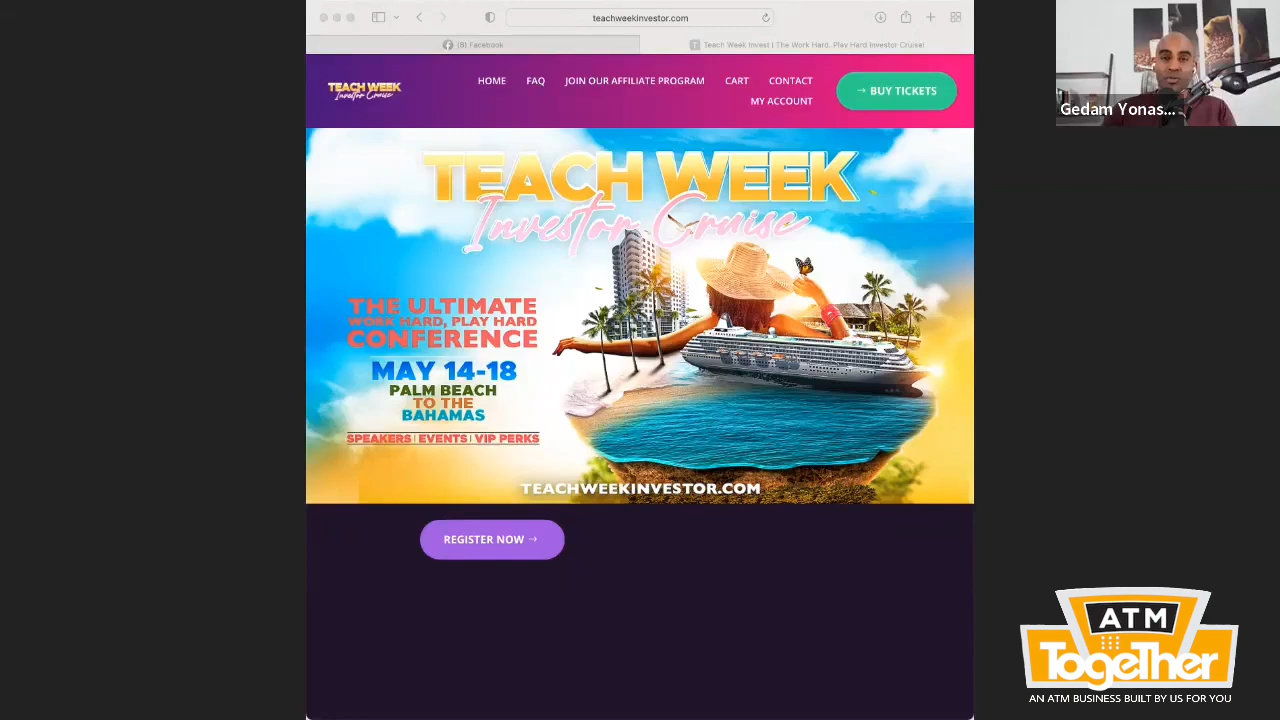 teachweekinvestor.com
(8) Facebook
Teach Week Invest | The Work Hard, Play Hard Investor Cruise!
TEACH WEEK
Investor Cruise
HOME
FAQ
JOIN OUR AFFILIATE PROGRAM
CART
CONTACT
MY ACCOUNT
→ BUY TICKETS
Gedam Yonas...
TEACH WEEK
Investor Cruise
THE ULTIMATE
WORK HARD, PLAY HARD
CONFERENCE
MAY 14-18
PALM BEACH
TO THE
BAHAMAS
SPEAKERS | EVENTS | VIP PERKS
TEACHWEEKINVESTOR.COM
REGISTER NOW →
ATM
Together
AN ATM BUSINESS BUILT BY US FOR YOU